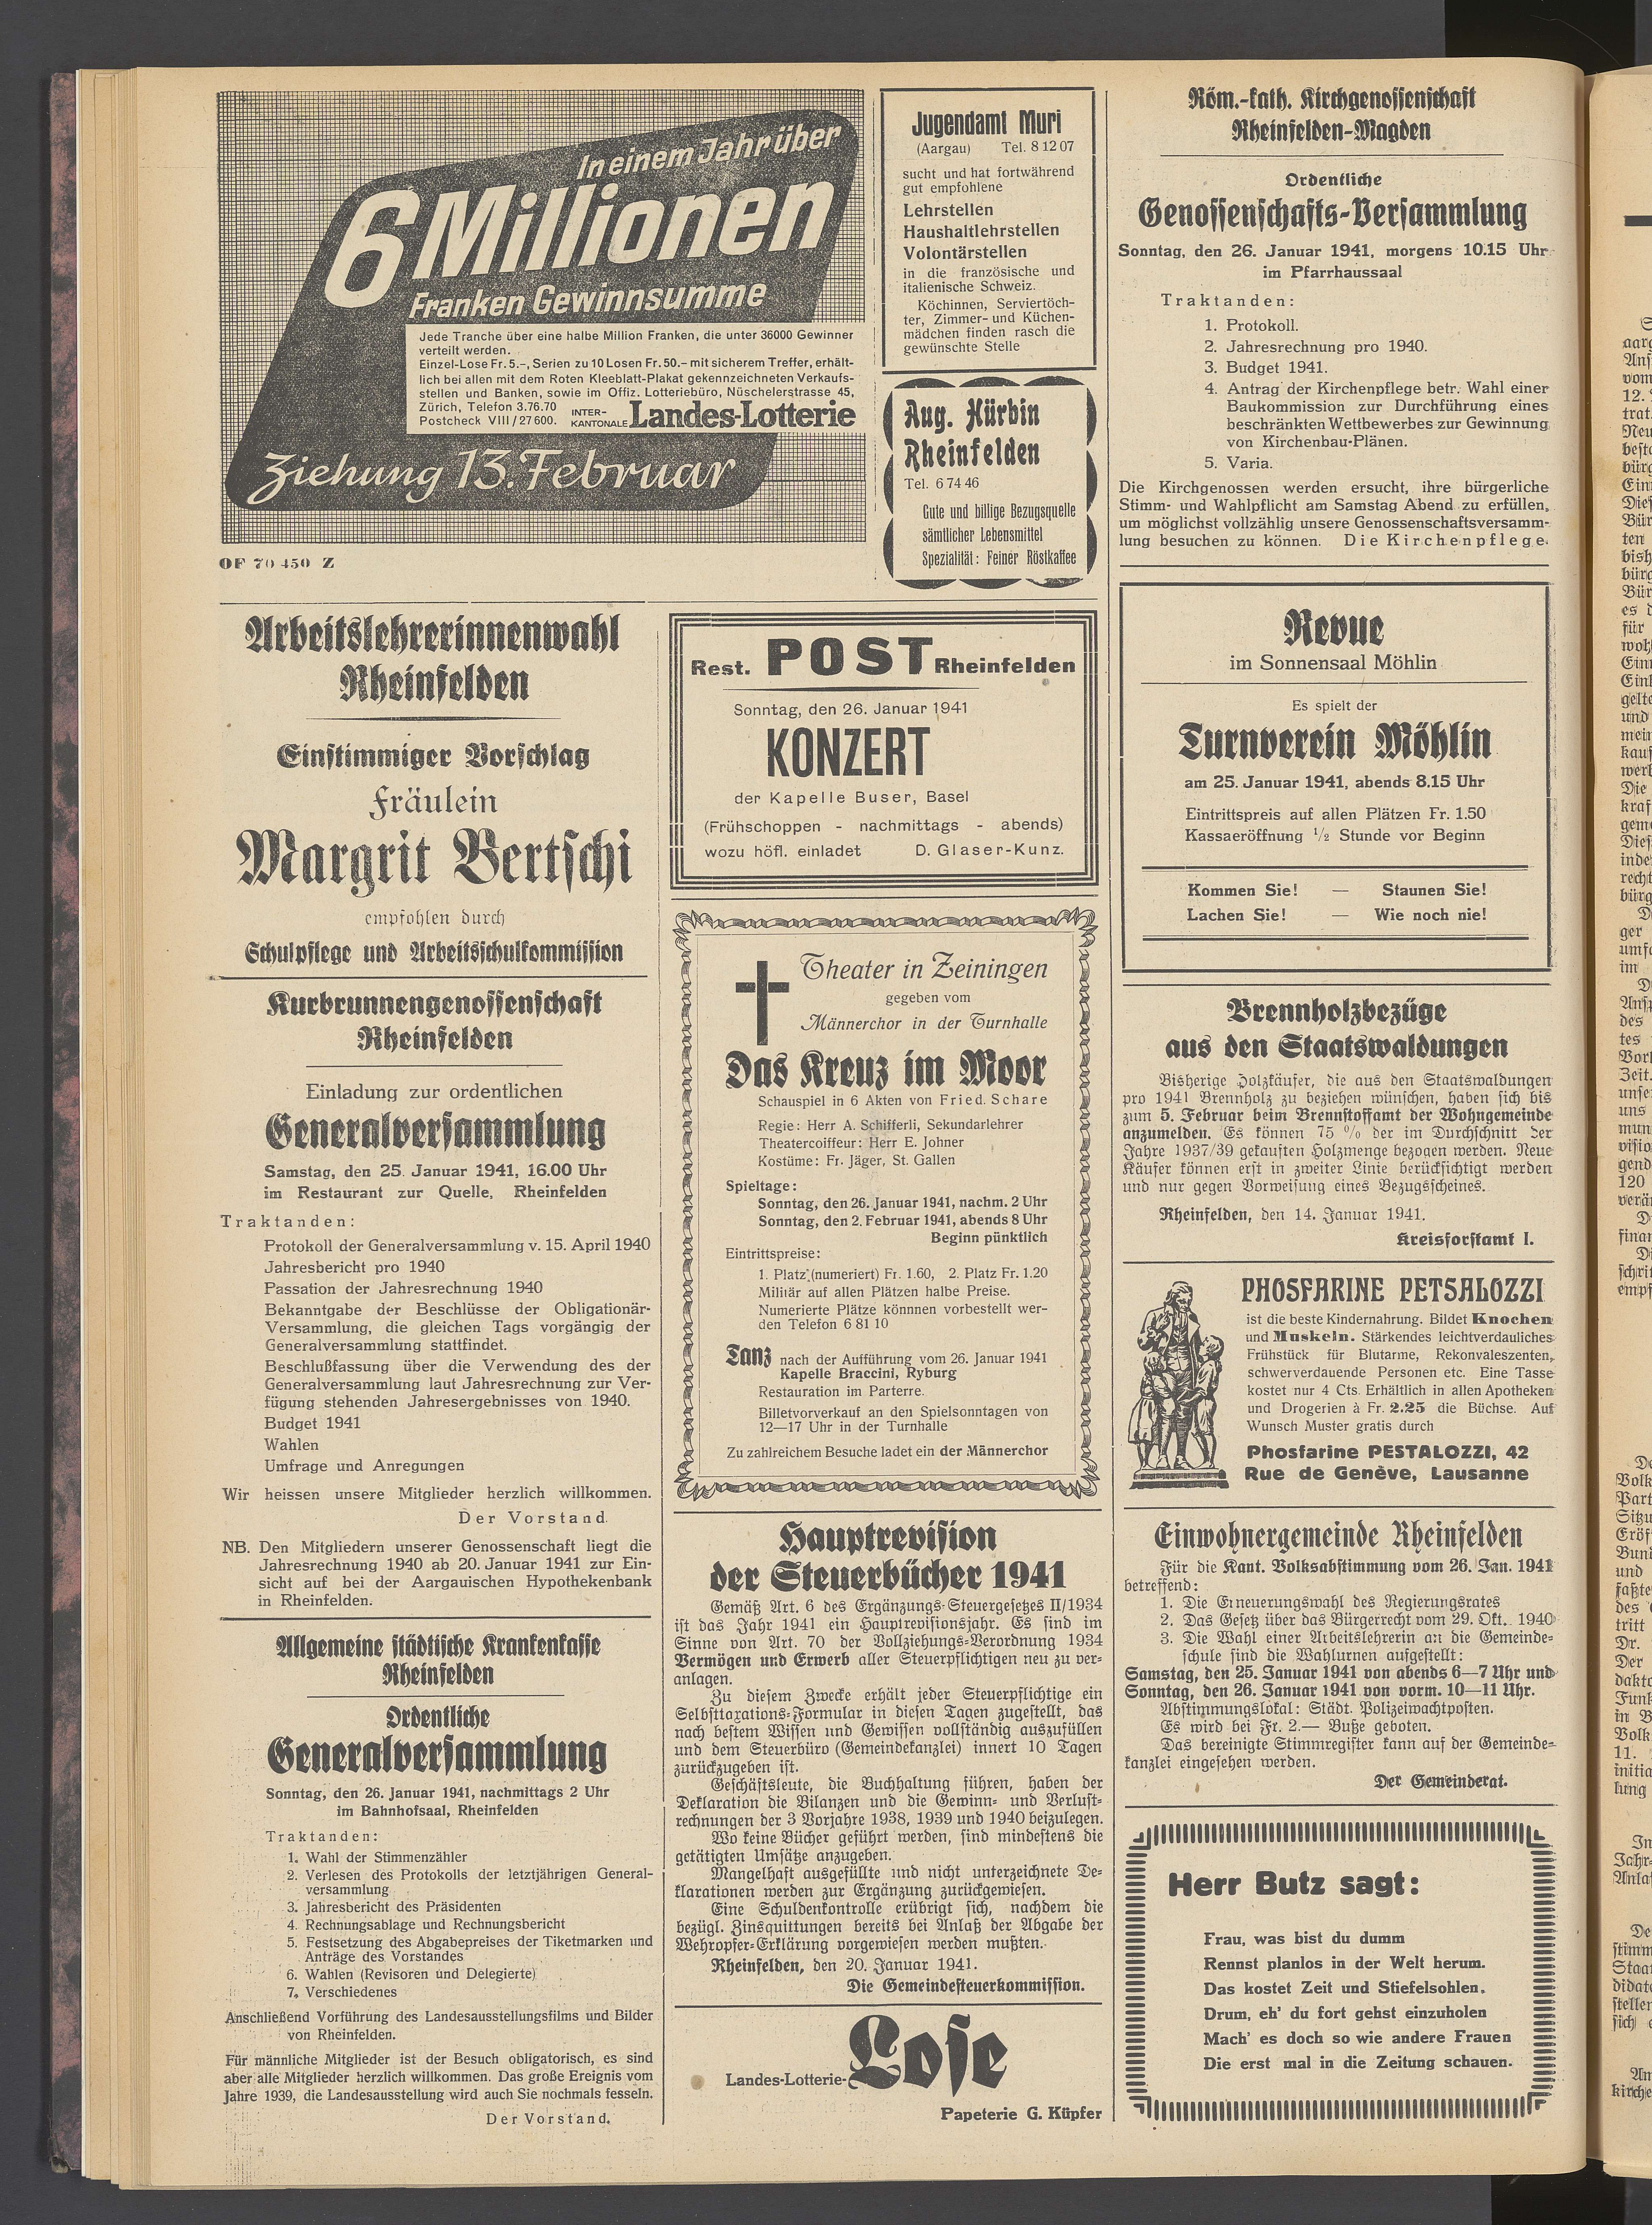 In einem Jahr über
6 Millionen
Franken Gewinnsumme
Jede Tranche über eine halbe Million Franken, die unter 36000 Gewinner
verteilt werden.
Einzel-Lose Fr. 5.–, Serien zu 10 Losen Fr. 50.– mit sicherem Treffer, erhält-
lich bei allen mit dem Roten Kleeblatt-Plakat gekennzeichneten Verkaufs-
stellen und Banken, sowie im Offiz. Lotteriebüro, Nüschelerstrasse 45,
Zürich, Telefon 3.76.70
Postcheck VIII/27600.
INTER-
KANTONALE Landes-Lotterie
Ziehung 13. Februar
OF 70 450 Z
Jugendamt Muri
(Aargau) Tel. 8 12 07
sucht und hat fortwährend
gut empfohlene
Lehrstellen
Haushaltlehrstellen
Volontärstellen
in die französische und
italienische Schweiz.
Köchinnen, Serviertöch-
ter, Zimmer- und Küchen-
mädchen finden rasch die
gewünschte Stelle
Aug. Hürbin
Rheinfelden
Tel. 6 74 46
Gute und billige Bezugsquelle
sämtlicher Lebensmittel
Spezialität: Feiner Röstkaffee
Röm.-kath. Kirchgenossenschaft
Rheinfelden-Magden
Ordentliche
Genossenschafts-Versammlung
Sonntag, den 26. Januar 1941, morgens 10.15 Uhr
im Pfarrhaussaal
Traktanden:
1. Protokoll.
2. Jahresrechnung pro 1940.
3. Budget 1941.
4. Antrag der Kirchenpflege betr. Wahl einer
Baukommission zur Durchführung eines
beschränkten Wettbewerbes zur Gewinnung
von Kirchenbau-Plänen.
5. Varia.
Die Kirchgenossen werden ersucht, ihre bürgerliche
Stimm- und Wahlpflicht am Samstag Abend zu erfüllen,
um möglichst vollzählig unsere Genossenschaftsversamm-
lung besuchen zu können. Die Kirchenpflege.
Arbeitslehrerinnenwahl
Rheinfelden
Einstimmiger Vorschlag
Fräulein
Margrit Bertschi
empfohlen durch
Schulpflege und Arbeitsschulkommission
Kurbrunnengenossenschaft
Rheinfelden
Einladung zur ordentlichen
Generalversammlung
Samstag, den 25. Januar 1941, 16.00 Uhr
im Restaurant zur Quelle, Rheinfelden
Traktanden:
Protokoll der Generalversammlung v. 15. April 1940
Jahresbericht pro 1940
Passation der Jahresrechnung 1940
Bekanntgabe der Beschlüsse der Obligationär-
Versammlung, die gleichen Tags vorgängig der
Generalversammlung stattfindet.
Beschlußfassung über die Verwendung des der
Generalversammlung laut Jahresrechnung zur Ver-
fügung stehenden Jahresergebnisses von 1940.
Budget 1941
Wahlen
Umfrage und Anregungen
Wir heissen unsere Mitglieder herzlich willkommen.
Der Vorstand
NB. Den Mitgliedern unserer Genossenschaft liegt die
Jahresrechnung 1940 ab 20. Januar 1941 zur Ein-
sicht auf bei der Aargauischen Hypothekenbank
in Rheinfelden.
Allgemeine städtische Krankenkasse
Rheinfelden
Ordentliche
Generalversammlung
Sonntag, den 26. Januar 1941, nachmittags 2 Uhr
im Bahnhofsaal, Rheinfelden
Traktanden:
1. Wahl der Stimmenzähler
2. Verlesen des Protokolls der letztjährigen General-
versammlung
3. Jahresbericht des Präsidenten
4. Rechnungsablage und Rechnungsbericht
5. Festsetzung des Abgabepreises der Tiketmarken und
Anträge des Vorstandes
6. Wahlen (Revisoren und Delegierte)
7. Verschiedenes
Anschließend Vorführung des Landesausstellungsfilms und Bilder
von Rheinfelden.
Für männliche Mitglieder ist der Besuch obligatorisch, es sind
aber alle Mitglieder herzlich willkommen. Das große Ereignis vom
Jahre 1939, die Landesausstellung wird auch Sie nochmals fesseln.
Der Vorstand.
Rest. POST Rheinfelden
Sonntag, den 26. Januar 1941
KONZERT
der Kapelle Buser, Basel
(Frühschoppen - nachmittags - abends)
wozu höfl. einladet D. Glaser-Kunz.
Theater in Zeiningen
gegeben vom
Männerchor in der Turnhalle
Das Kreuz im Moor
Schauspiel in 6 Akten von Fried. Schare
Regie: Herr A. Schifferli, Sekundarlehrer
Theatercoiffeur: Herr E. Johner
Kostüme: Fr. Jäger, St. Gallen
Spieltage:
Sonntag, den 26. Januar 1941, nachm. 2 Uhr
Sonntag, den 2. Februar 1941, abends 8 Uhr
Beginn pünktlich
Eintrittspreise:
1. Platz (numeriert) Fr. 1.60, 2. Platz Fr. 1.20
Militär auf allen Plätzen halbe Preise.
Numerierte Plätze könnnen vorbestellt wer-
den Telefon 6 81 10
Tanz nach der Aufführung vom 26. Januar 1941
Kapelle Braccini, Ryburg
Restauration im Parterre.
Billetvorverkauf an den Spielsonntagen von
12—17 Uhr in der Turnhalle
Zu zahlreichem Besuche ladet ein der Männerchor
Hauptrevision
der Steuerbücher 1941
Gemäß Art. 6 des Ergänzungs-Steuergesetzes II/1934
ist das Jahr 1941 ein Hauptrevisionsjahr. Es sind im
Sinne von Art. 70 der Vollziehungs-Verordnung 1934
Vermögen und Erwerb aller Steuerpflichtigen neu zu ver-
anlagen.
Zu diesem Zwecke erhält jeder Steuerpflichtige ein
Selbsttaxations-Formular in diesen Tagen zugestellt, das
nach bestem Wissen und Gewissen vollständig auszufüllen
und dem Steuerbüro (Gemeindekanzlei) innert 10 Tagen
zurückzugeben ist.
Geschäftsleute, die Buchhaltung führen, haben der
Deklaration die Bilanzen und die Gewinn- und Verlust-
rechnungen der 3 Vorjahre 1938, 1939 und 1940 beizulegen.
Wo keine Bücher geführt werden, sind mindestens die
getätigten Umsätze anzugeben.
Mangelhaft ausgefüllte und nicht unterzeichnete De-
klarationen werden zur Ergänzung zurückgewiesen.
Eine Schuldenkontrolle erübrigt sich, nachdem die
bezügl. Zinsquittungen bereits bei Anlaß der Abgabe der
Wehropfer-Erklärung vorgewiesen werden mußten.
Rheinfelden, den 20. Januar 1941.
Die Gemeindesteuerkommission.
Landes-Lotterie- Lose
Papeterie G. Küpfer
Revue
im Sonnensaal Möhlin
Es spielt der
Turnverein Möhlin
am 25. Januar 1941, abends 8.15 Uhr
Eintrittspreis auf allen Plätzen Fr. 1.50
Kassaeröffnung 1/2 Stunde vor Beginn
Kommen Sie! — Staunen Sie!
Lachen Sie! — Wie noch nie!
Brennholzbezüge
aus den Staatswaldungen
Bisherige Holzkäufer, die aus den Staatswaldungen
pro 1941 Brennholz zu beziehen wünschen, haben sich bis
zum 5. Februar beim Brennstoffamt der Wohngemeinde
anzumelden. Es können 75 % der im Durchschnitt der
Jahre 1937/39 gekauften Holzmenge bezogen werden. Neue
Käufer können erst in zweiter Linie berücksichtigt werden
und nur gegen Vorweisung eines Bezugsscheines.
Rheinfelden, den 14. Januar 1941.
Kreisforstamt I.
PHOSFARINE PETSALOZZI
ist die beste Kindernahrung. Bildet Knochen
und Muskeln. Stärkendes leichtverdauliches
Frühstück für Blutarme, Rekonvaleszenten,
schwerverdauende Personen etc. Eine Tasse
kostet nur 4 Cts. Erhältlich in allen Apotheken
und Drogerien à Fr. 2.25 die Büchse. Auf
Wunsch Muster gratis durch
Phosfarine PESTALOZZI, 42
Rue de Genève, Lausanne
Einwohnergemeinde Rheinfelden
Für die Kant. Volksabstimmung vom 26. Jan. 1941
betreffend:
1. Die Erneuerungswahl des Regierungsrates
2. Das Gesetz über das Bürgerrecht vom 29. Okt. 1940
3. Die Wahl einer Arbeitslehrerin an die Gemeinde-
schule sind die Wahlurnen aufgestellt:
Samstag, den 25. Januar 1941 von abends 6—7 Uhr und
Sonntag, den 26. Januar 1941 von vorm. 10—11 Uhr.
Abstimmungslokal: Städt. Polizeiwachtposten.
Es wird bei Fr. 2.— Buße geboten.
Das bereinigte Stimmregister kann auf der Gemeinde-
kanzlei eingesehen werden.
Der Gemeinderat.
Herr Butz sagt:
Frau, was bist du dumm
Rennst planlos in der Welt herum.
Das kostet Zeit und Stiefelsohlen.
Drum, eh' du fort gehst einzuholen
Mach' es doch so wie andere Frauen
Die erst mal in die Zeitung schauen.